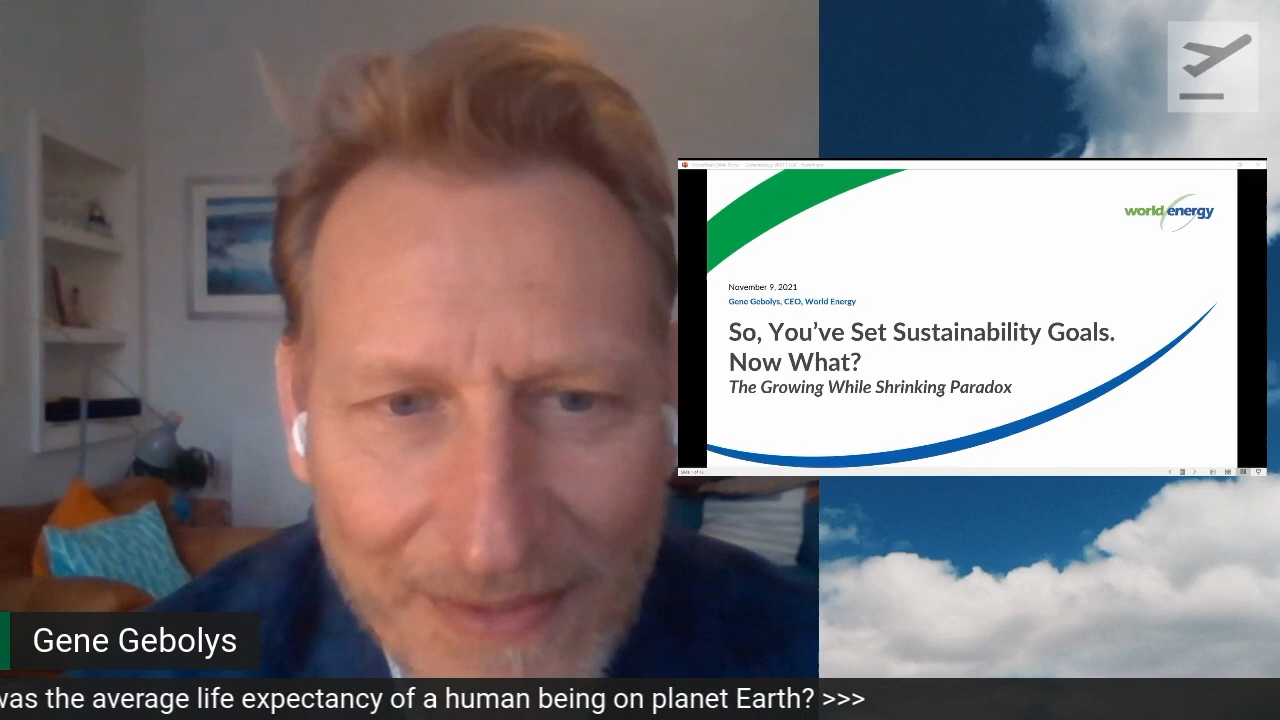 world energy
November 9, 2021
Gene Gebolys, CEO, World Energy
So, You've Set Sustainability Goals.
Now What?
The Growing While Shrinking Paradox
Gene Gebolys
was the average life expectancy of a human being on planet Earth? >>>